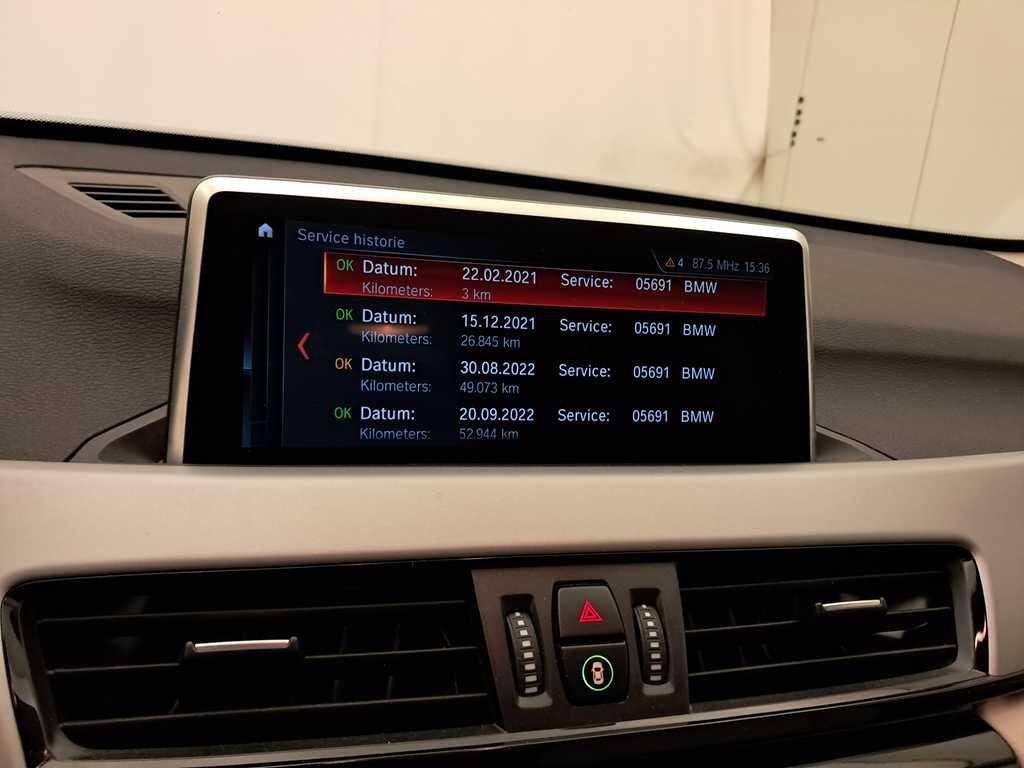 Service historie
4 87.5 MHz 15:36
OK Datum: 22.02.2021 Service: 05691 BMW
Kilometers: 3 km
OK Datum: 15.12.2021 Service: 05691 BMW
Kilometers: 26.845 km
OK Datum: 30.08.2022 Service: 05691 BMW
Kilometers: 49.073 km
OK Datum: 20.09.2022 Service: 05691 BMW
Kilometers: 52.944 km